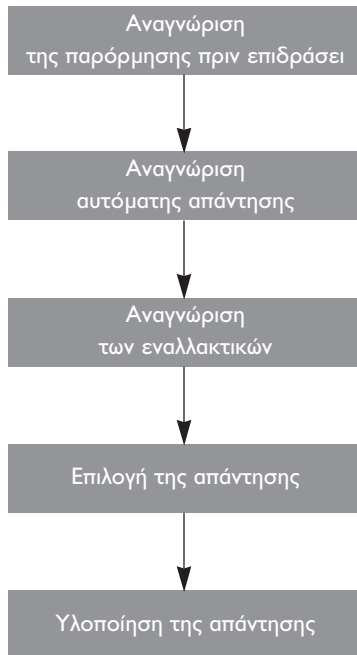 Αναγνώριση
της παρόρμησης πριν επιδράσει
Αναγνώριση
αυτόματης απάντησης
Αναγνώριση
των εναλλακτικών
Επιλογή της απάντησης
Υλοποίηση της απάντησης